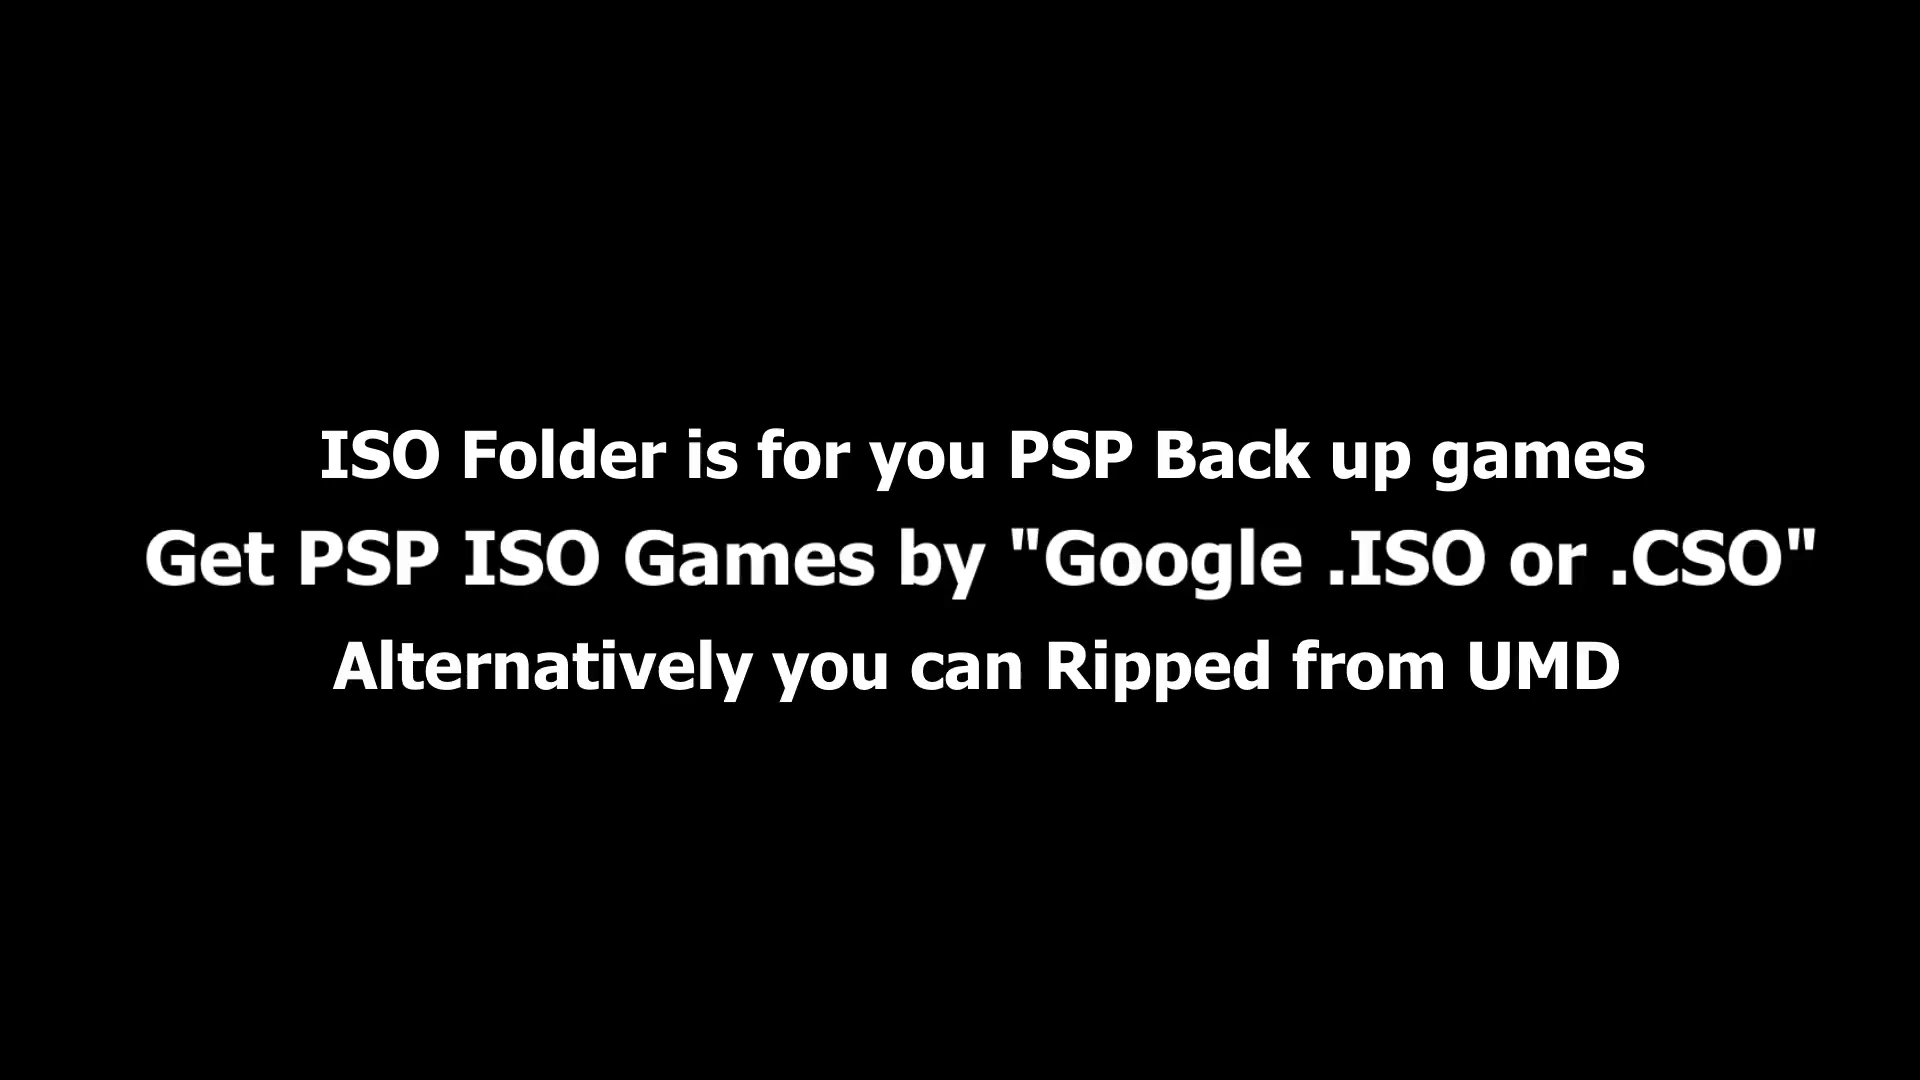 ISO Folder is for you PSP Back up games
Get PSP ISO Games by "Google .ISO or .CSO"
Alternatively you can Ripped from UMD